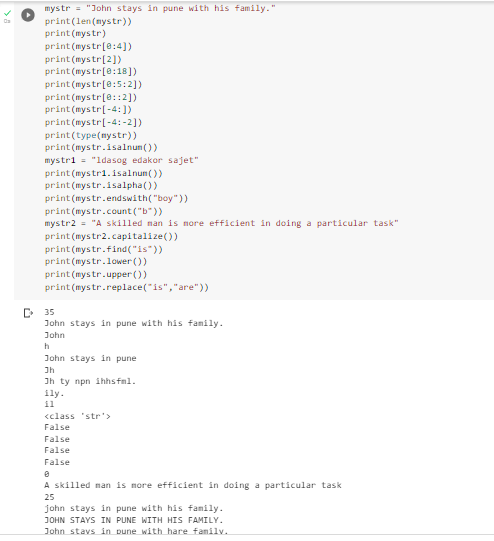 mystr = "John stays in pune with his family."
print(len(mystr))
print(mystr)
print(mystr[0:4])
print(mystr[2])
print(mystr[0:18])
print(mystr[0:5:2])
print(mystr[0::2])
print(mystr[-4:])
print(mystr[-4:-2])
print(type(mystr))
print(mystr.isalnum())
mystr1 = "ldasog edakor sajet"
print(mystr1.isalnum())
print(mystr1.isalpha())
print(mystr.endswith("boy"))
print(mystr.count("b"))
mystr2 = "A skilled man is more efficient in doing a particular task"
print(mystr2.capitalize())
print(mystr.find("is"))
print(mystr.lower())
print(mystr.upper())
print(mystr.replace("is","are"))
35
John stays in pune with his family.
John
h
John stays in pune
Jh
Jh ty npn ihhsfml.
ily.
il
<class 'str'>
False
False
False
False
0
A skilled man is more efficient in doing a particular task
25
john stays in pune with his family.
JOHN STAYS IN PUNE WITH HIS FAMILY.
John stays in pune with hare family.